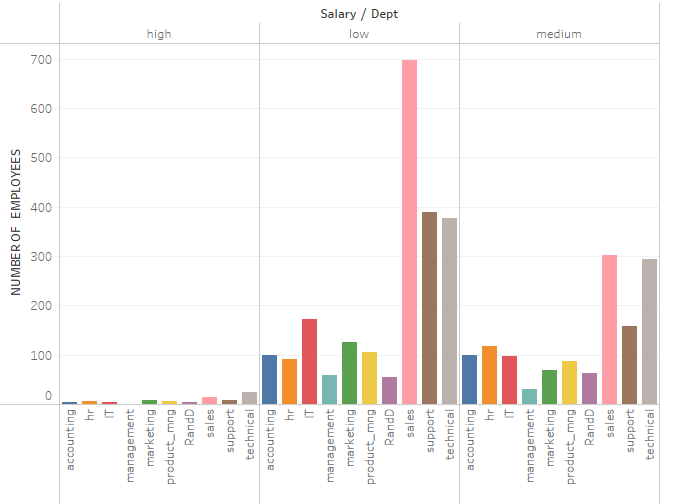 Salary / Dept
high low medium
NUMBER OF EMPLOYEES
700
600
500
400
300
200
100
0
accounting hr IT management marketing product_mng RandD sales support technical
accounting hr IT management marketing product_mng RandD sales support technical
accounting hr IT management marketing product_mng RandD sales support technical